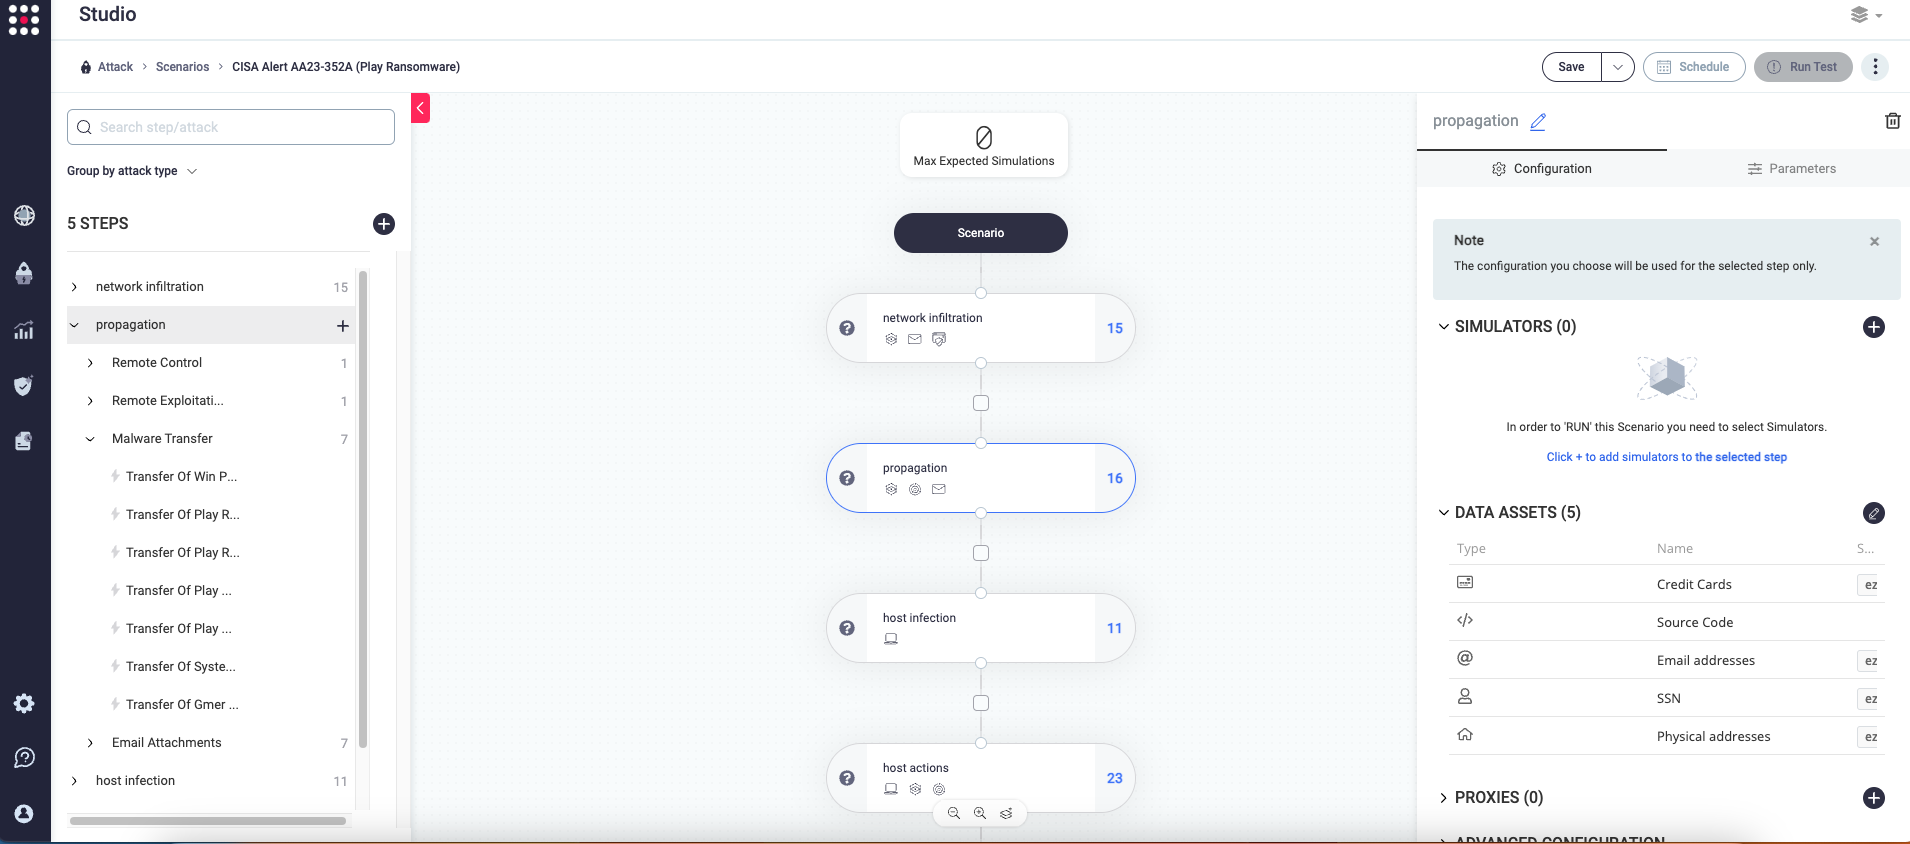 Studio
Attack
Scenarios
CISA Alert AA23-352A (Play Ransomware)
Save
Schedule
Run Test
Search step/attack
Group by attack type
5 STEPS
network infiltration 15
propagation
Remote Control 1
Remote Exploitati... 1
Malware Transfer 7
Transfer Of Win P...
Transfer Of Play R...
Transfer Of Play R...
Transfer Of Play ...
Transfer Of Play ...
Transfer Of Syste...
Transfer Of Gmer ...
Email Attachments 7
host infection 11
Max Expected Simulations
Scenario
network infiltration
15
propagation
16
host infection
11
host actions
23
propagation
Configuration
Parameters
Note
The configuration you choose will be used for the selected step only.
SIMULATORS (0)
In order to 'RUN' this Scenario you need to select Simulators.
Click + to add simulators to the selected step
DATA ASSETS (5)
Type Name S...
Credit Cards ez
Source Code
Email addresses ez
SSN ez
Physical addresses ez
PROXIES (0)
ADVANCED CONFIGURATION